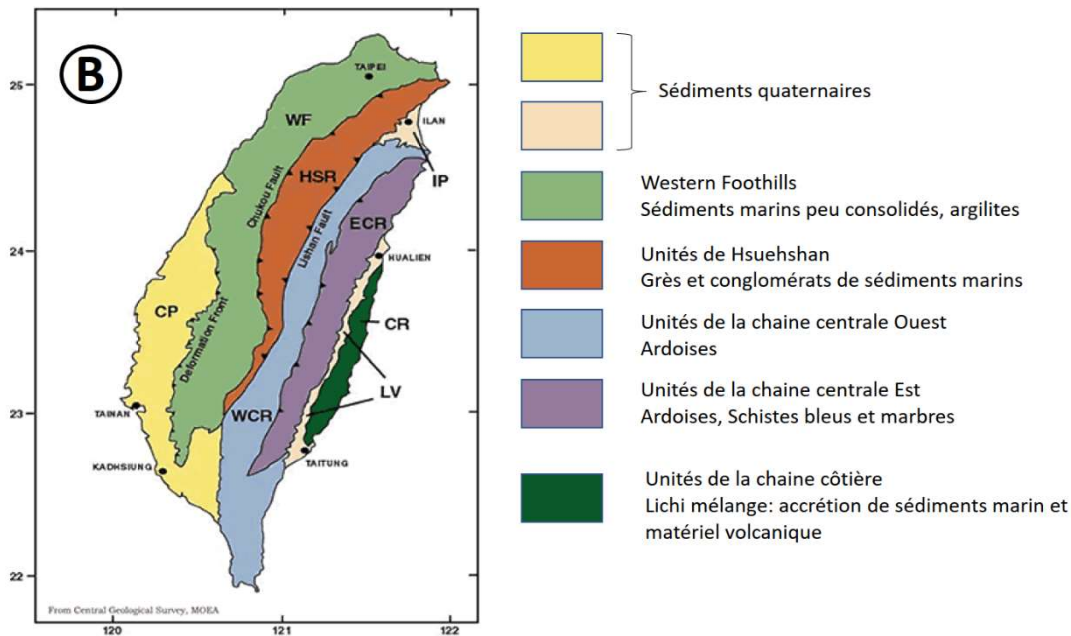 B
25
24
23
22
120
121
122
TAIPEI
WF
ILAN
IP
HSR
Chukou Fault
Lishan Fault
ECR
HUALIEN
CP
CR
Deformation Front
LV
WCR
TAINAN
KAOHSIUNG
TAITUNG
From Central Geological Survey, MOEA
Sédiments quaternaires
Western Foothills
Sédiments marins peu consolidés, argilites
Unités de Hsuehshan
Grès et conglomérats de sédiments marins
Unités de la chaine centrale Ouest
Ardoises
Unités de la chaine centrale Est
Ardoises, Schistes bleus et marbres
Unités de la chaine côtière
Lichi mélange: accrétion de sédiments marin et
matériel volcanique